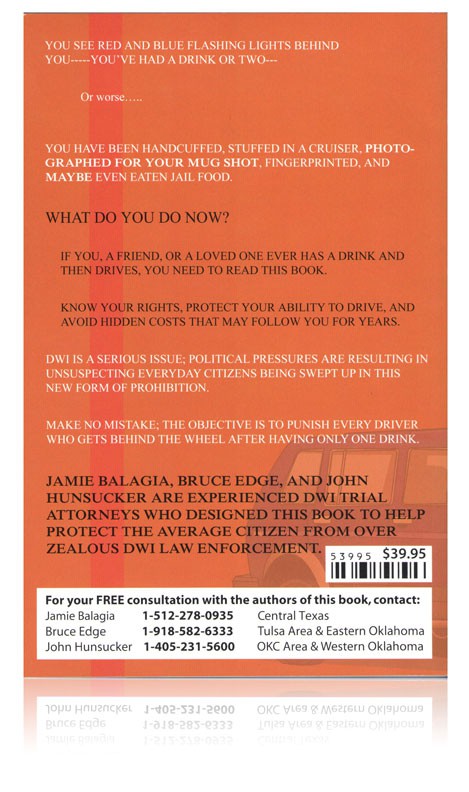 YOU SEE RED AND BLUE FLASHING LIGHTS BEHIND
YOU-----YOU'VE HAD A DRINK OR TWO---
Or worse.....
YOU HAVE BEEN HANDCUFFED, STUFFED IN A CRUISER, PHOTO-
GRAPHED FOR YOUR MUG SHOT, FINGERPRINTED, AND
MAYBE EVEN EATEN JAIL FOOD.
WHAT DO YOU DO NOW?
IF YOU, A FRIEND, OR A LOVED ONE EVER HAS A DRINK AND
THEN DRIVES, YOU NEED TO READ THIS BOOK.
KNOW YOUR RIGHTS, PROTECT YOUR ABILITY TO DRIVE, AND
AVOID HIDDEN COSTS THAT MAY FOLLOW YOU FOR YEARS.
DWI IS A SERIOUS ISSUE; POLITICAL PRESSURES ARE RESULTING IN
UNSUSPECTING EVERYDAY CITIZENS BEING SWEPT UP IN THIS
NEW FORM OF PROHIBITION.
MAKE NO MISTAKE; THE OBJECTIVE IS TO PUNISH EVERY DRIVER
WHO GETS BEHIND THE WHEEL AFTER HAVING ONLY ONE DRINK.
JAMIE BALAGIA, BRUCE EDGE, AND JOHN
HUNSUCKER ARE EXPERIENCED DWI TRIAL
ATTORNEYS WHO DESIGNED THIS BOOK TO HELP
PROTECT THE AVERAGE CITIZEN FROM OVER
ZEALOUS DWI LAW ENFORCEMENT.
53995 $39.95
For your FREE consultation with the authors of this book, contact:
Jamie Balagia 1-512-278-0935 Central Texas
Bruce Edge 1-918-582-6333 Tulsa Area & Eastern Oklahoma
John Hunsucker 1-405-231-5600 OKC Area & Western Oklahoma